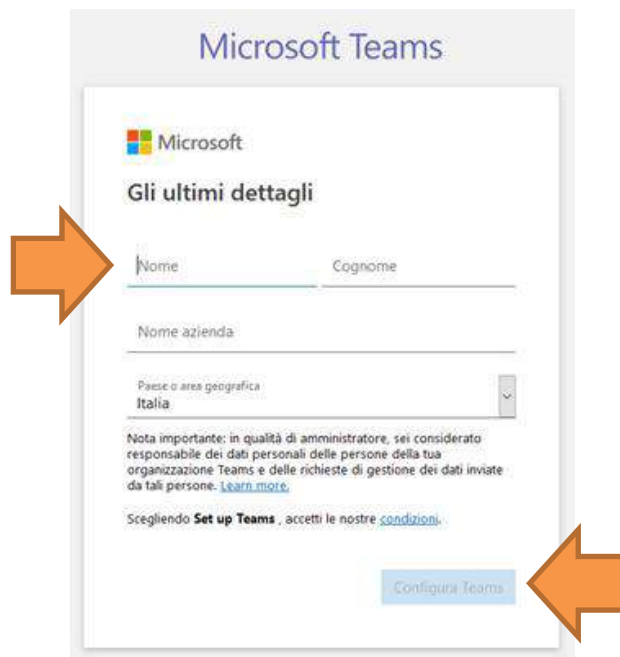 Microsoft Teams
Microsoft
Gli ultimi dettagli
Nome Cognome
Nome azienda
Paese o area geografica
Italia
Nota importante: in qualità di amministratore, sei considerato
responsabile dei dati personali delle persone della tua
organizzazione Teams e delle richieste di gestione dei dati inviate
da tali persone. Learn more.
Scegliendo Set up Teams , accetti le nostre condizioni.
Configura Teams